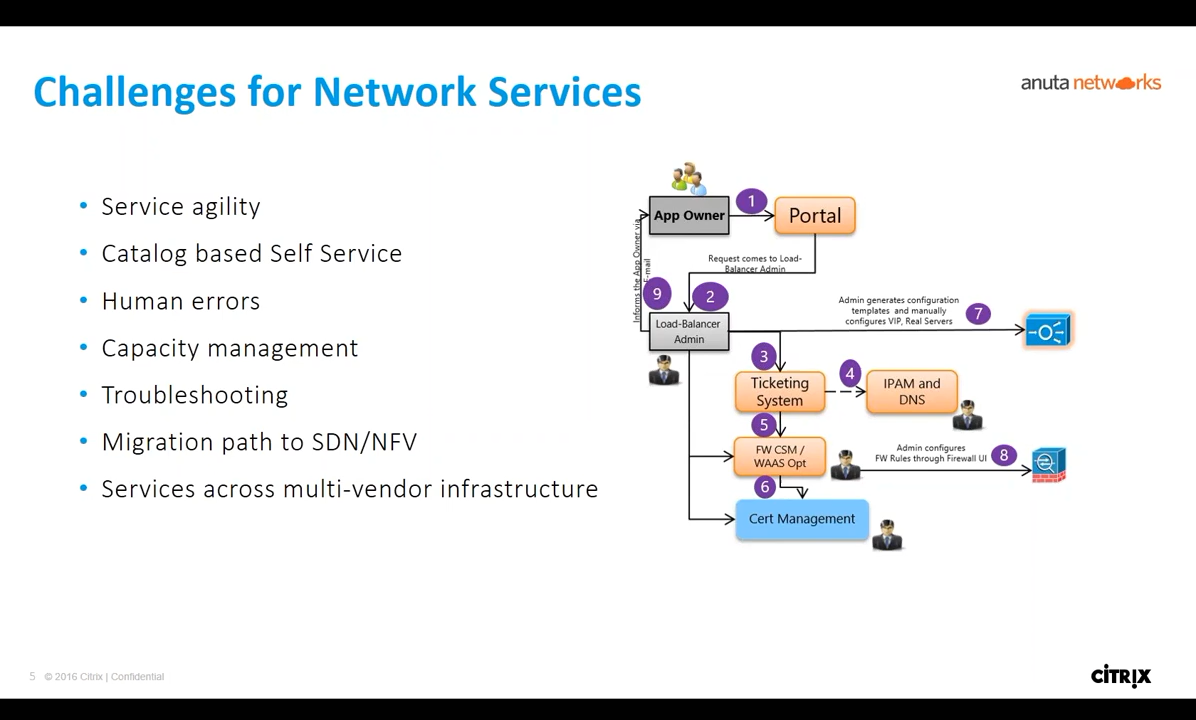 Challenges for Network Services
anuta networks
• Service agility
• Catalog based Self Service
• Human errors
• Capacity management
• Troubleshooting
• Migration path to SDN/NFV
• Services across multi-vendor infrastructure
App Owner
1
Portal
Request comes to Load-
Balancer Admin
Informs the App Owner via
E-mail
9
2
Load-Balancer
Admin
Admin generates configuration
templates and manually
configures VIP, Real Servers
7
3
Ticketing
System
4
IPAM and
DNS
5
FW CSM /
WAAS Opt
Admin configures
FW Rules through Firewall UI
8
6
Cert Management
5 © 2016 Citrix | Confidential
CİTRIX